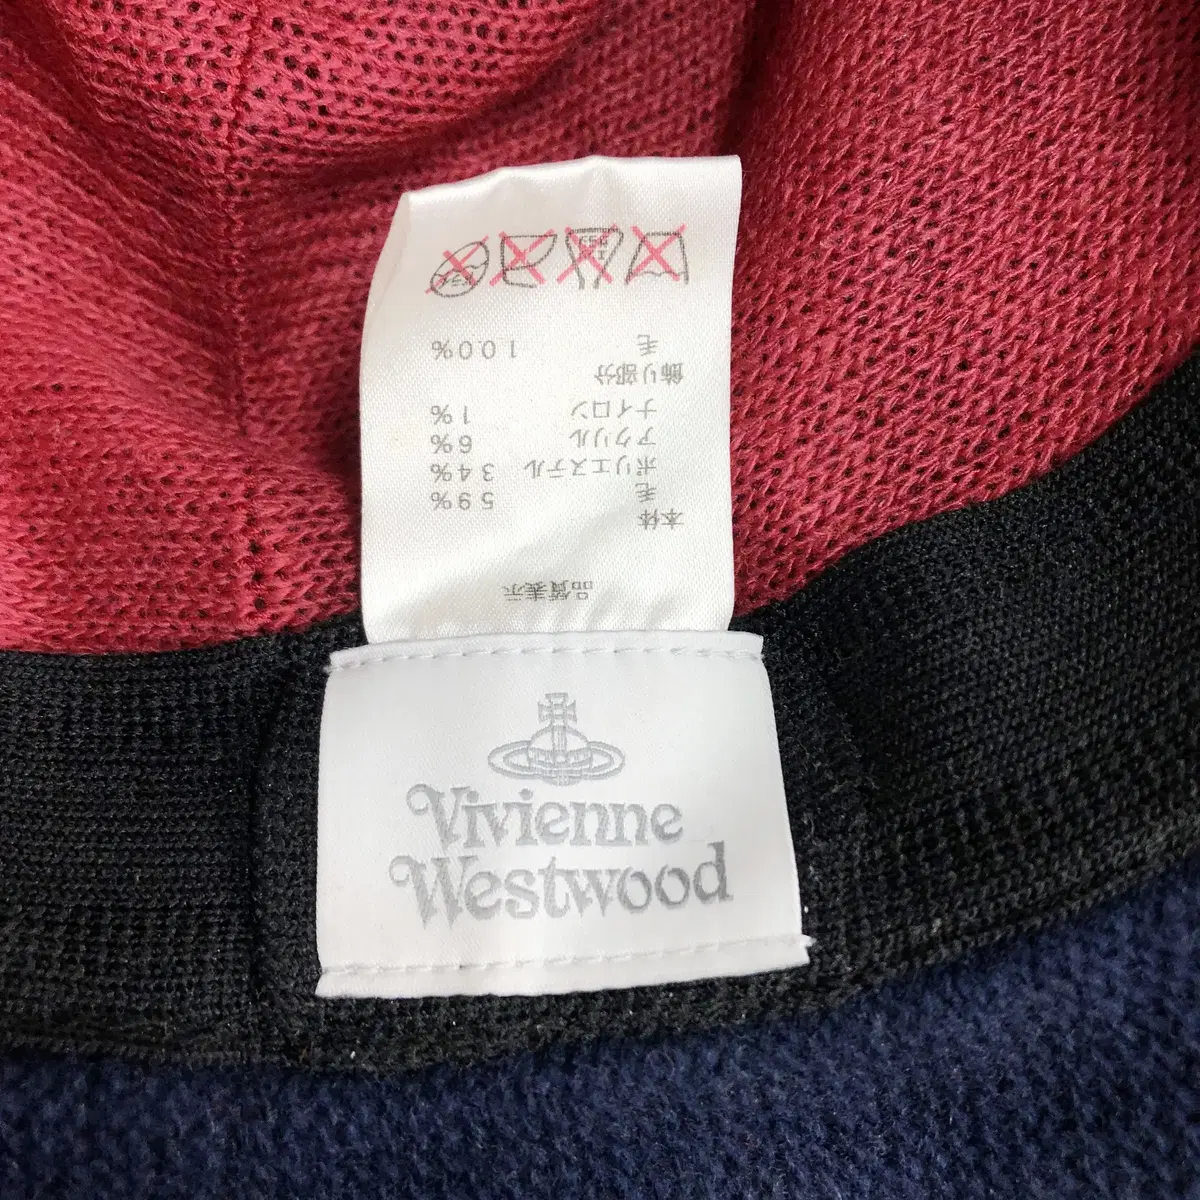 品質表示
本体
毛 59%
ポリエステル 34%
アクリル 6%
ナイロン 1%
飾り部分
毛 100%
Vivienne
Westwood